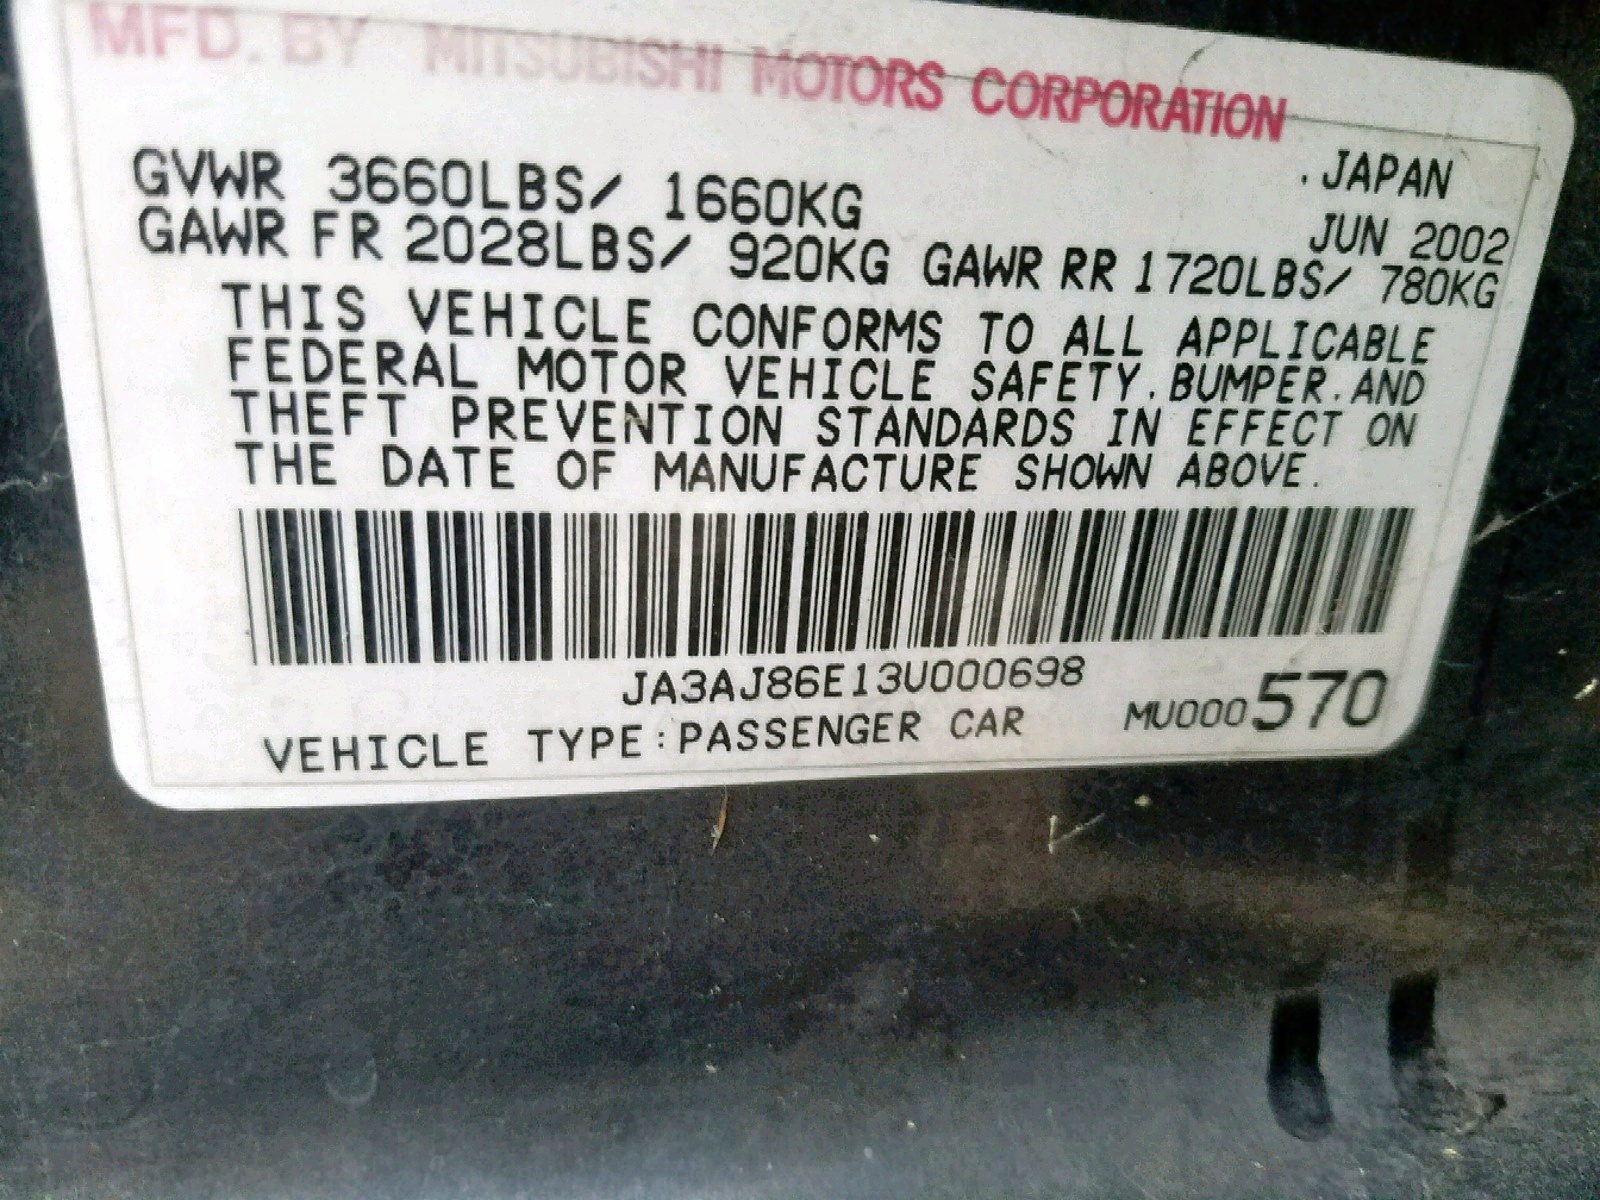 MFD. BY MITSUBISHI MOTORS CORPORATION
.JAPAN
GVWR 3660LBS/ 1660KG JUN 2002
GAWR FR 2028LBS/ 920KG GAWR RR 1720LBS/ 780KG
THIS VEHICLE CONFORMS TO ALL APPLICABLE
FEDERAL MOTOR VEHICLE SAFETY.BUMPER.AND
THEFT PREVENTION STANDARDS IN EFFECT ON
THE DATE OF MANUFACTURE SHOWN ABOVE.
JA3AJ86E13U000698
VEHICLE TYPE:PASSENGER CAR MU000570